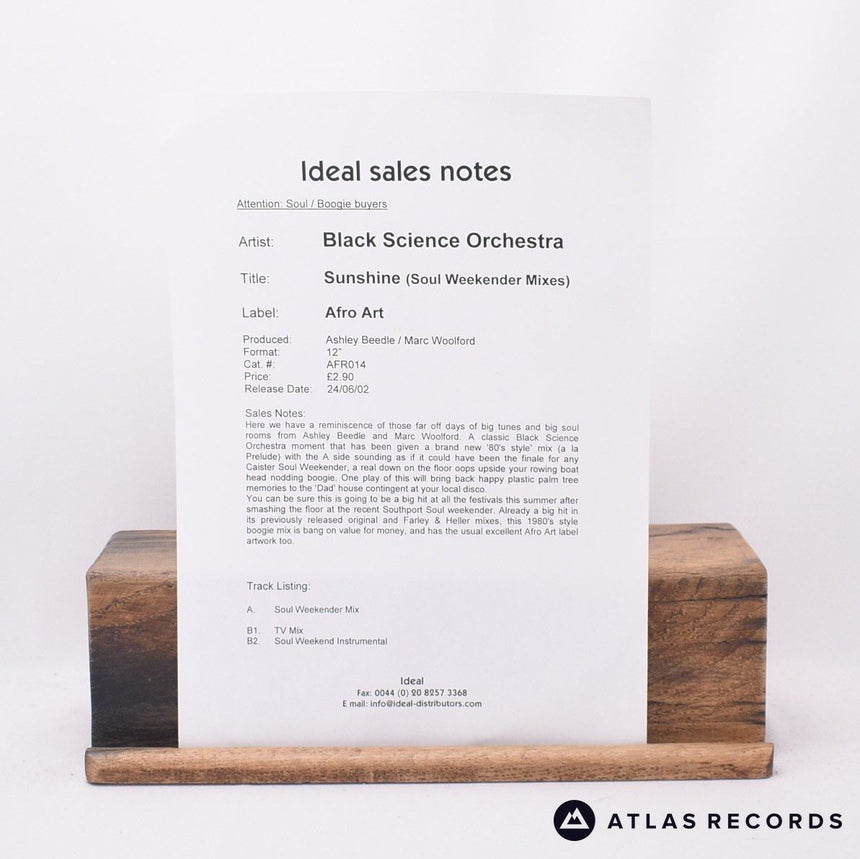 Ideal sales notes
Attention: Soul / Boogie buyers
Artist: Black Science Orchestra
Title: Sunshine (Soul Weekender Mixes)
Label: Afro Art
Produced: Ashley Beedle / Marc Woolford
Format: 12"
Cat. #: AFR014
Price: £2.90
Release Date: 24/06/02
Sales Notes:
Here we have a reminiscence of those far off days of big tunes and big soul
rooms from Ashley Beedle and Marc Woolford. A classic Black Science
Orchestra moment that has been given a brand new '80's style' mix (a la
Prelude) with the A side sounding as if it could have been the finale for any
Caister Soul Weekender, a real down on the floor oops upside your rowing boat
head nodding boogie. One play of this will bring back happy plastic palm tree
memories to the 'Dad' house contingent at your local disco.
You can be sure this is going to be a big hit at all the festivals this summer after
smashing the floor at the recent Southport Soul weekender. Already a big hit in
its previously released original and Farley & Heller mixes, this 1980's style
boogie mix is bang on value for money, and has the usual excellent Afro Art label
artwork too.
Track Listing:
A. Soul Weekender Mix
B1. TV Mix
B2. Soul Weekend Instrumental
Ideal
Fax: 0044 (0) 20 8257 3368
E mail: info@ideal-distributors.com
ATLAS RECORDS